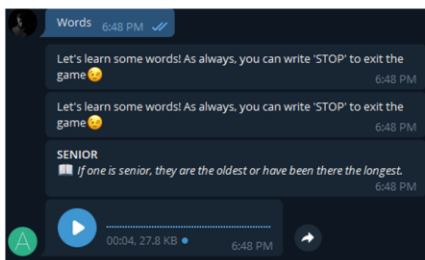 Words 6:48 PM
Let's learn some words! As always, you can write 'STOP' to exit the
game😉 6:48 PM
Let's learn some words! As always, you can write 'STOP' to exit the
game😉 6:48 PM
SENIOR
📖 If one is senior, they are the oldest or have been there the longest.
6:48 PM
00:04, 27.8 KB 6:48 PM
A